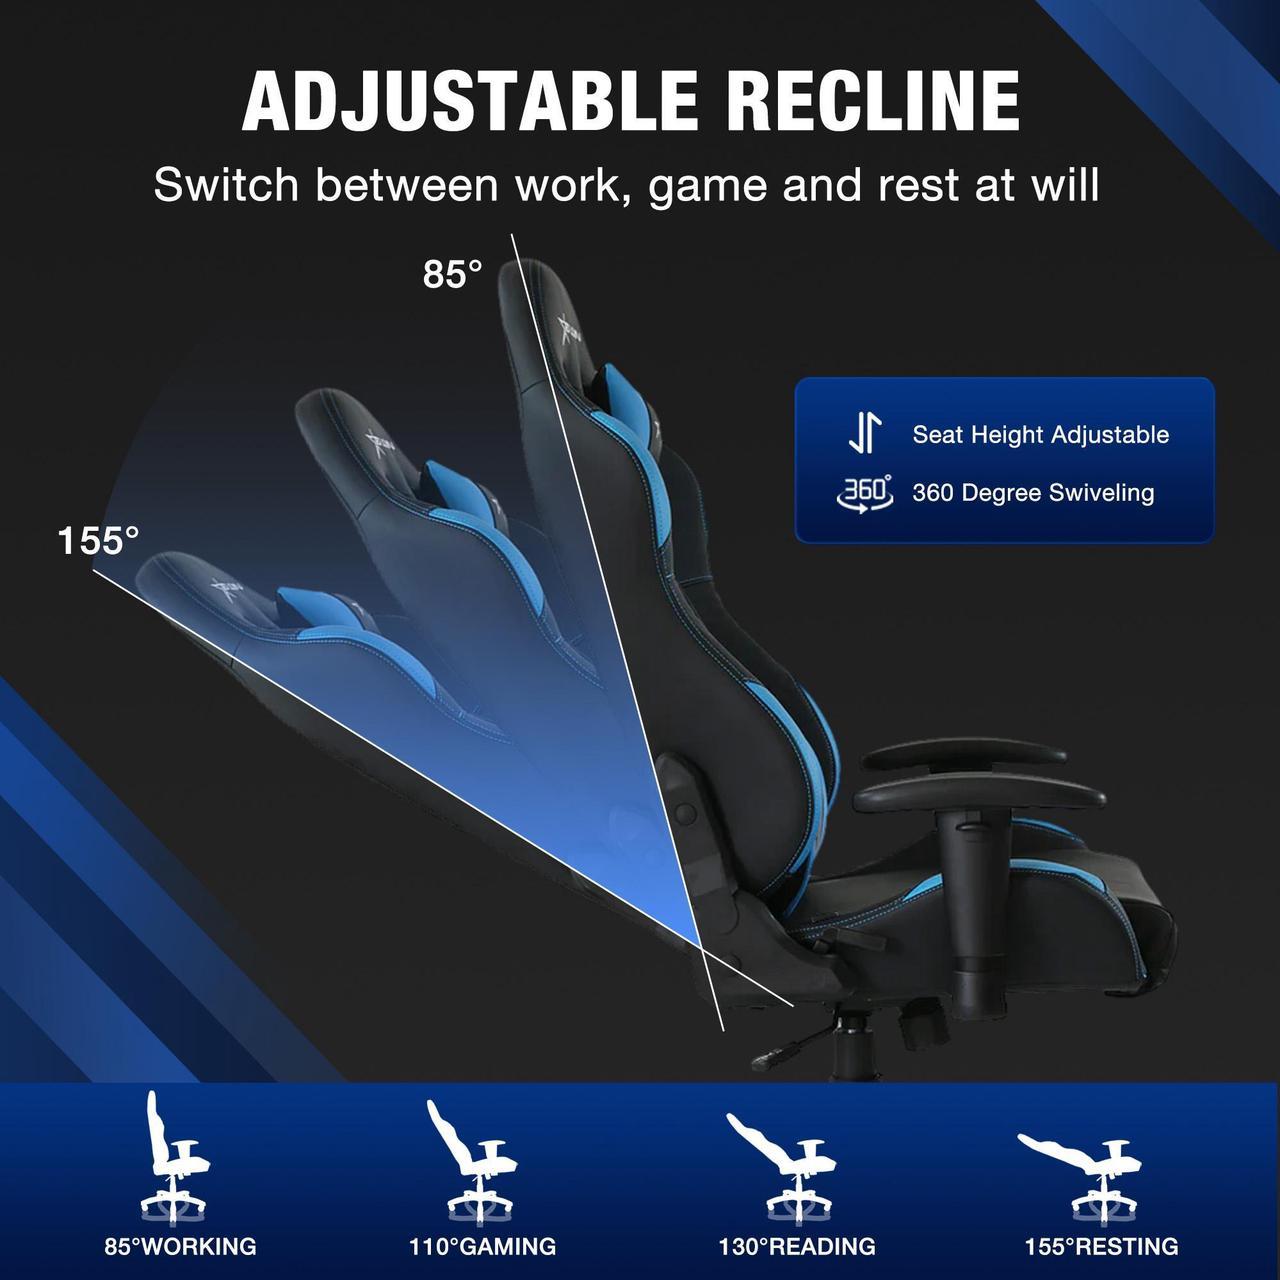 ADJUSTABLE RECLINE
Switch between work, game and rest at will
85°
155°
Seat Height Adjustable
360°
360 Degree Swiveling
85°WORKING
110°GAMING
130°READING
155°RESTING